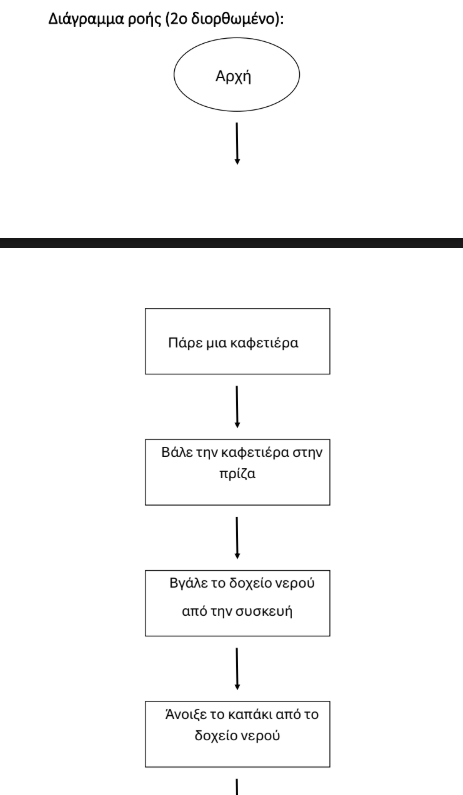 Διάγραμμα ροής (2ο διορθωμένο):
Αρχή
Πάρε μια καφετιέρα
Βάλε την καφετιέρα στην
πρίζα
Βγάλε το δοχείο νερού
από την συσκευή
Άνοιξε το καπάκι από το
δοχείο νερού